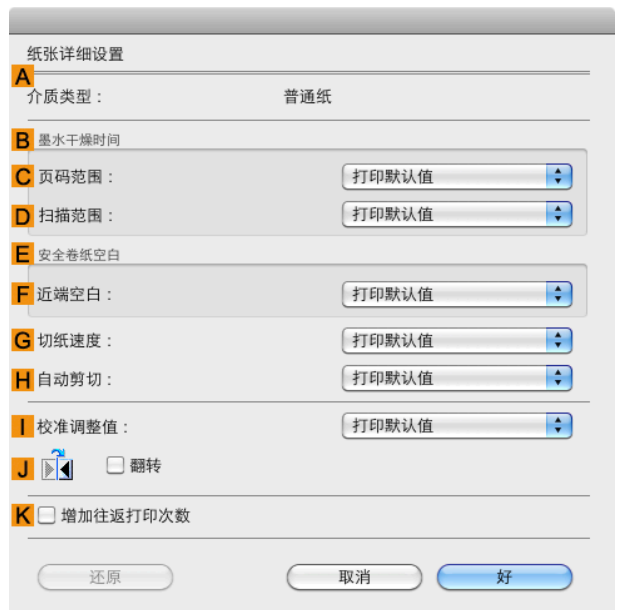 纸张详细设置
A
介质类型： 普通纸
B 墨水干燥时间
C 页码范围： 打印默认值
D 扫描范围： 打印默认值
E 安全卷纸空白
F 近端空白： 打印默认值
G 切纸速度： 打印默认值
H 自动剪切： 打印默认值
I 校准调整值： 打印默认值
J 翻转
K 增加往返打印次数
还原 取消 好